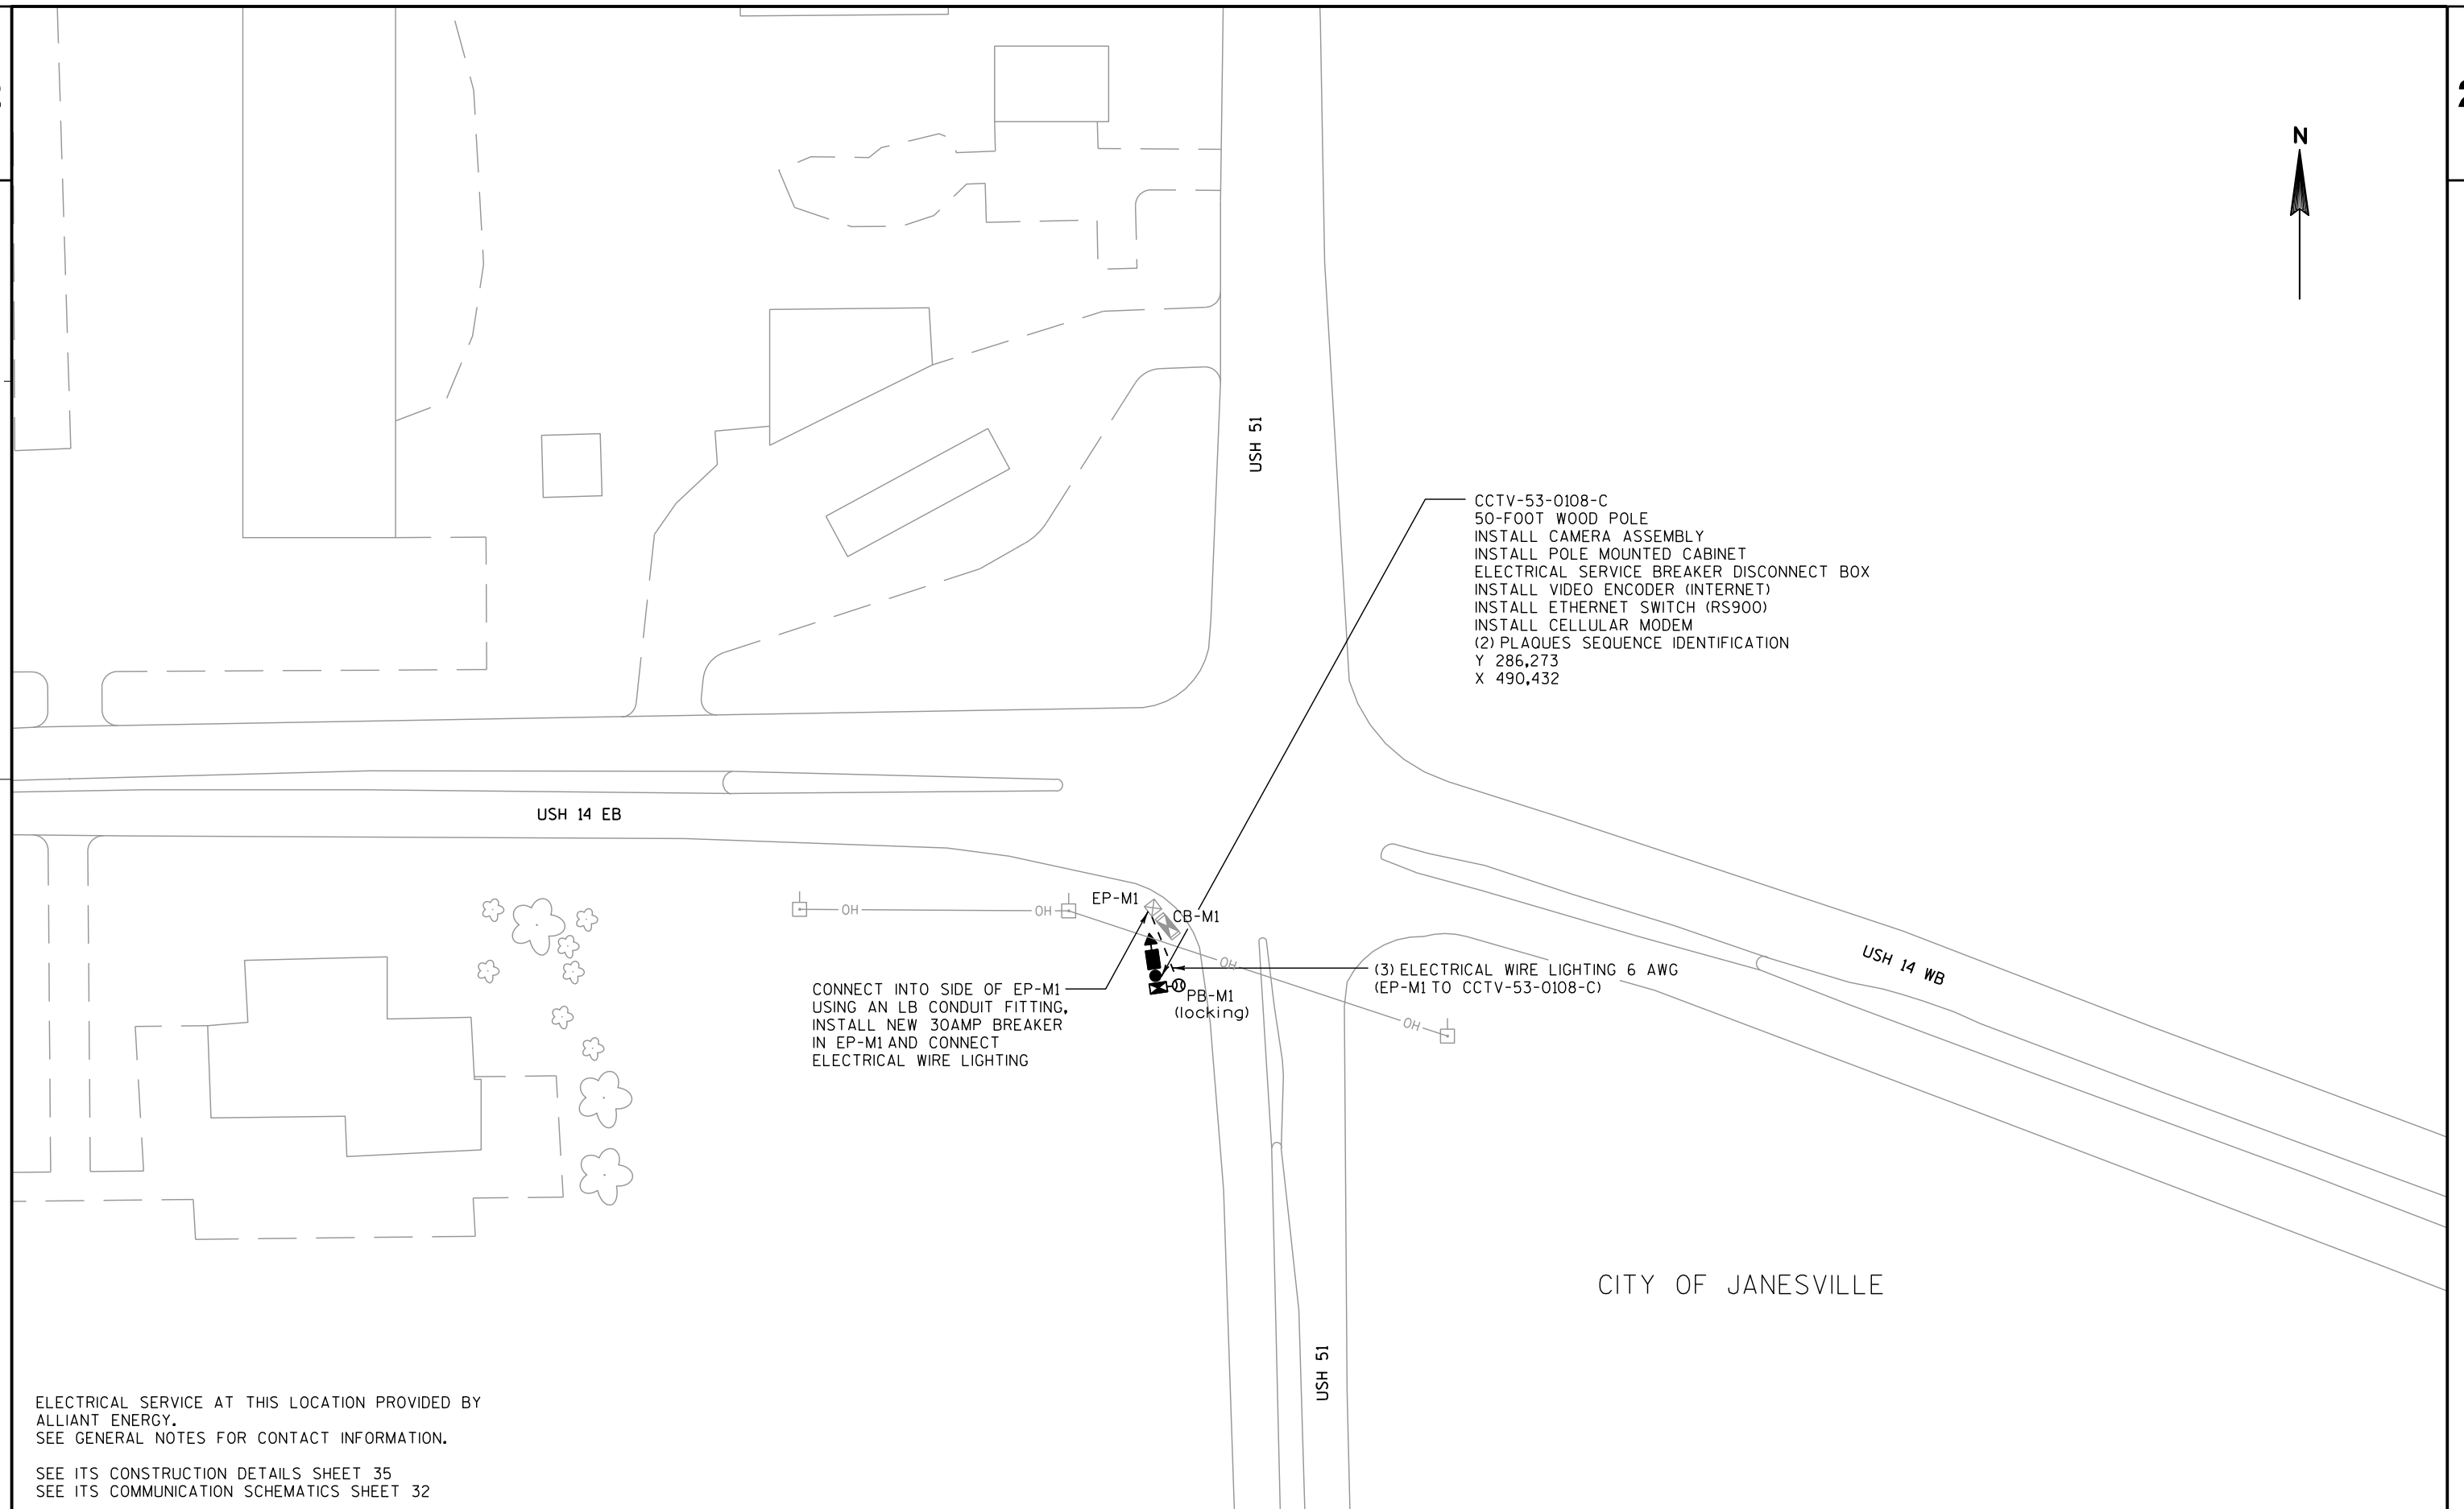 N
USH 51
CCTV-53-0108-C
50-FOOT WOOD POLE
INSTALL CAMERA ASSEMBLY
INSTALL POLE MOUNTED CABINET
ELECTRICAL SERVICE BREAKER DISCONNECT BOX
INSTALL VIDEO ENCODER (INTERNET)
INSTALL ETHERNET SWITCH (RS900)
INSTALL CELLULAR MODEM
(2) PLAQUES SEQUENCE IDENTIFICATION
Y 286,273
X 490,432
USH 14 EB
EP-M1
OH
OH
CB-M1
OH
USH 14 WB
(3) ELECTRICAL WIRE LIGHTING 6 AWG
(EP-M1 TO CCTV-53-0108-C)
PB-M1
(locking)
OH
CONNECT INTO SIDE OF EP-M1
USING AN LB CONDUIT FITTING,
INSTALL NEW 30AMP BREAKER
IN EP-M1 AND CONNECT
ELECTRICAL WIRE LIGHTING
CITY OF JANESVILLE
USH 51
ELECTRICAL SERVICE AT THIS LOCATION PROVIDED BY
ALLIANT ENERGY.
SEE GENERAL NOTES FOR CONTACT INFORMATION.
SEE ITS CONSTRUCTION DETAILS SHEET 35
SEE ITS COMMUNICATION SCHEMATICS SHEET 32